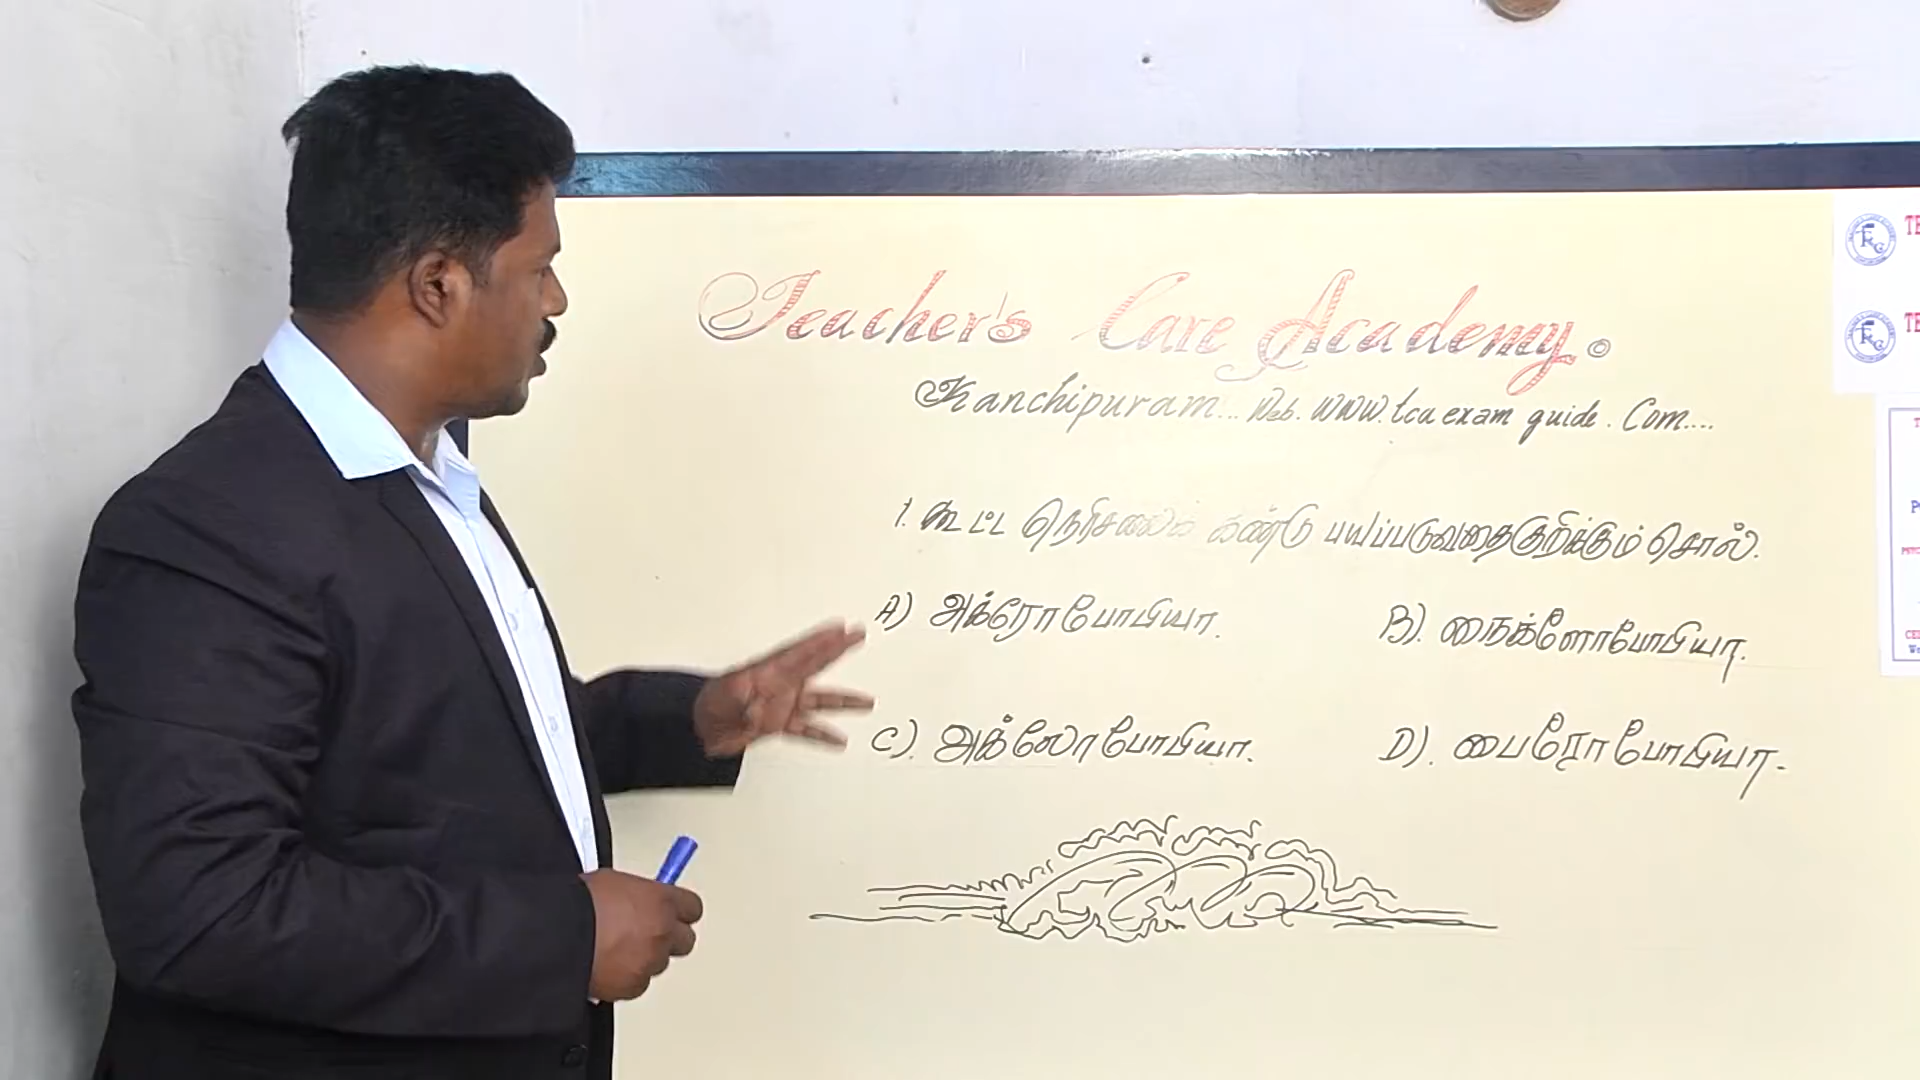 Teacher's Care Academy ©
Kanchipuram... Web. www.tcaexamguide.com....
1. கூட்ட நெரிசலைக் கண்டு பயப்படுவதைகுறிக்கும் சொல்.
A) அக்ரோபோபியா.
B). நைக்ளோபோபியா.
C). அக்லோபோபியா.
D). பைரோபோபியா.